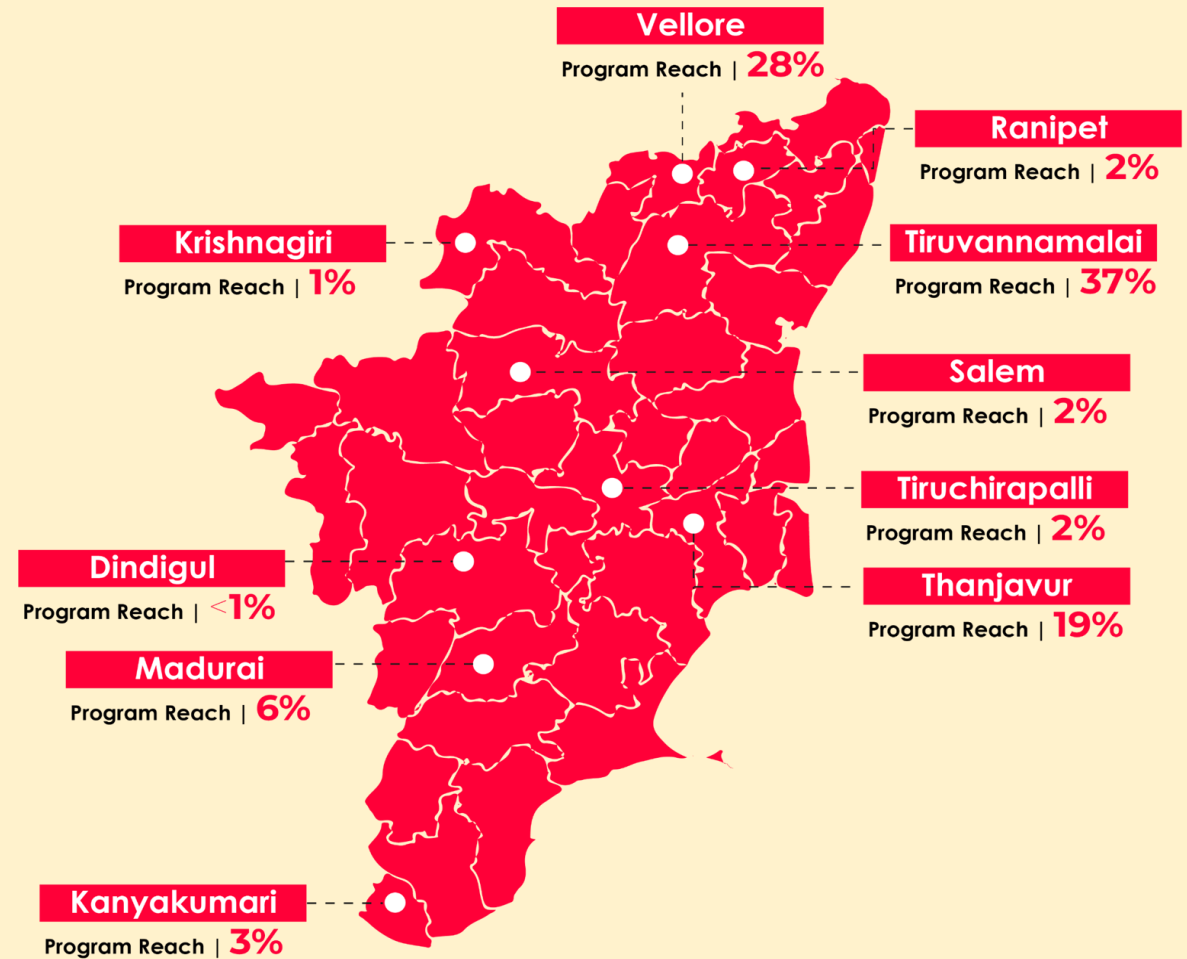 Vellore
Program Reach | 28%
Ranipet
Program Reach | 2%
Krishnagiri
Program Reach | 1%
Tiruvannamalai
Program Reach | 37%
Salem
Program Reach | 2%
Tiruchirapalli
Program Reach | 2%
Dindigul
Program Reach | <1%
Thanjavur
Program Reach | 19%
Madurai
Program Reach | 6%
Kanyakumari
Program Reach | 3%